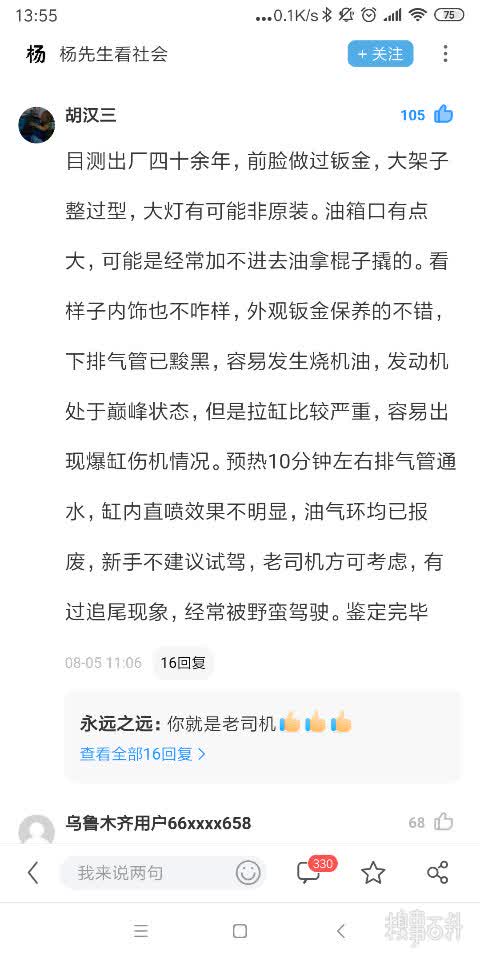 13:55
...0.1K/s
75
杨 杨先生看社会
+ 关注
胡汉三
105
目测出厂四十余年，前脸做过钣金，大架子
整过型，大灯有可能非原装。油箱口有点
大，可能是经常加不进去油拿棍子撬的。看
样子内饰也不咋样，外观钣金保养的不错，
下排气管已黢黑，容易发生烧机油，发动机
处于巅峰状态，但是拉缸比较严重，容易出
现爆缸伤机情况。预热10分钟左右排气管通
水，缸内直喷效果不明显，油气环均已报
废，新手不建议试驾，老司机方可考虑，有
过追尾现象，经常被野蛮驾驶。鉴定完毕
08-05 11:06
16回复
永远之远：你就是老司机👍👍👍
查看全部16回复 >
乌鲁木齐用户66xxxx658
68
我来说两句
330
糗事百科